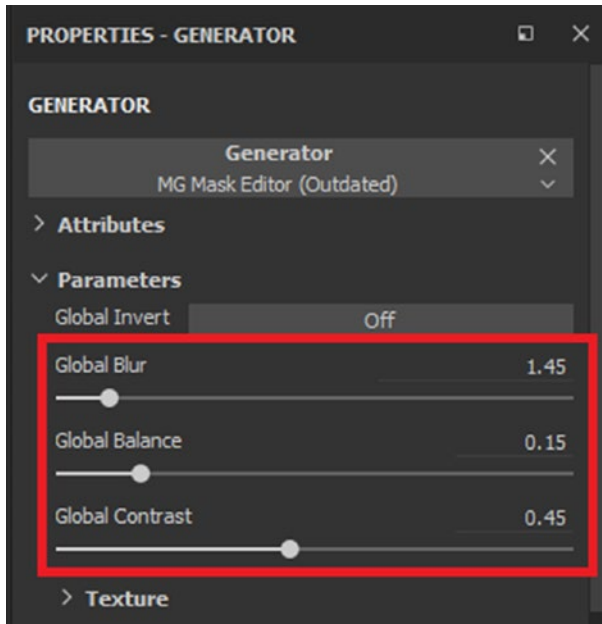 PROPERTIES - GENERATOR
GENERATOR
Generator
MG Mask Editor (Outdated)
Attributes
Parameters
Global Invert Off
Global Blur 1.45
Global Balance 0.15
Global Contrast 0.45
Texture